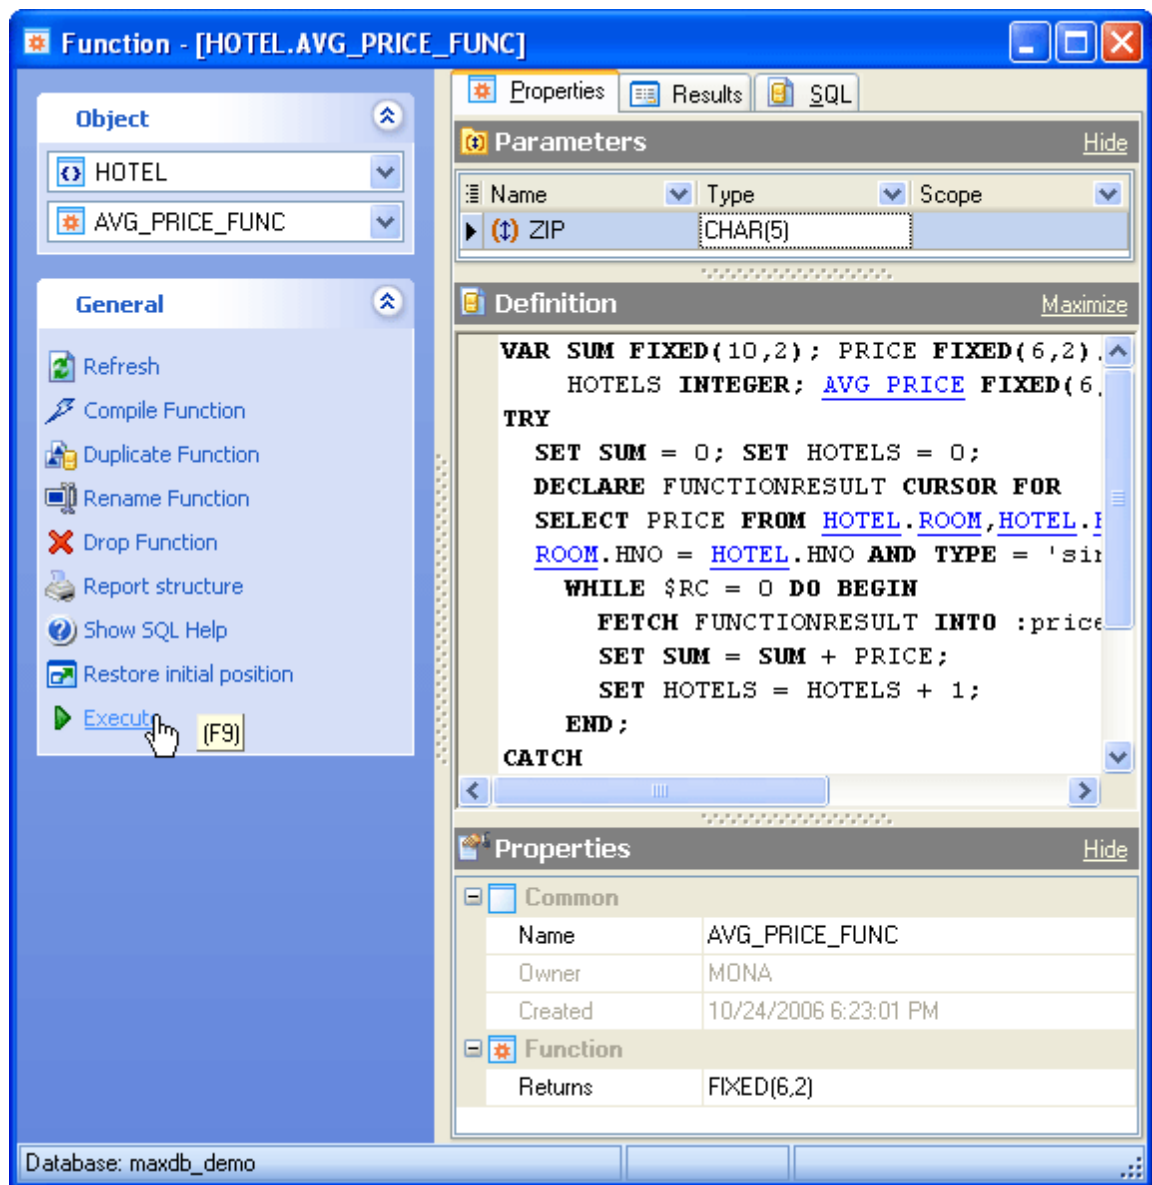 Function - [HOTEL.AVG_PRICE_FUNC]
Object
HOTEL
AVG_PRICE_FUNC
General
Refresh
Compile Function
Duplicate Function
Rename Function
Drop Function
Report structure
Show SQL Help
Restore initial position
Execute
(F9)
Properties Results SQL
Parameters Hide
Name Type Scope
ZIP CHAR(5)
Definition Maximize
VAR SUM FIXED(10,2); PRICE FIXED(6,2)
HOTELS INTEGER; AVG_PRICE FIXED(6,
TRY
SET SUM = 0; SET HOTELS = 0;
DECLARE FUNCTIONRESULT CURSOR FOR
SELECT PRICE FROM HOTEL.ROOM,HOTEL.
ROOM.HNO = HOTEL.HNO AND TYPE = 'sin
WHILE $RC = 0 DO BEGIN
FETCH FUNCTIONRESULT INTO :price
SET SUM = SUM + PRICE;
SET HOTELS = HOTELS + 1;
END;
CATCH
Properties Hide
Common
Name AVG_PRICE_FUNC
Owner MONA
Created 10/24/2006 6:23:01 PM
Function
Returns FIXED(6,2)
Database: maxdb_demo